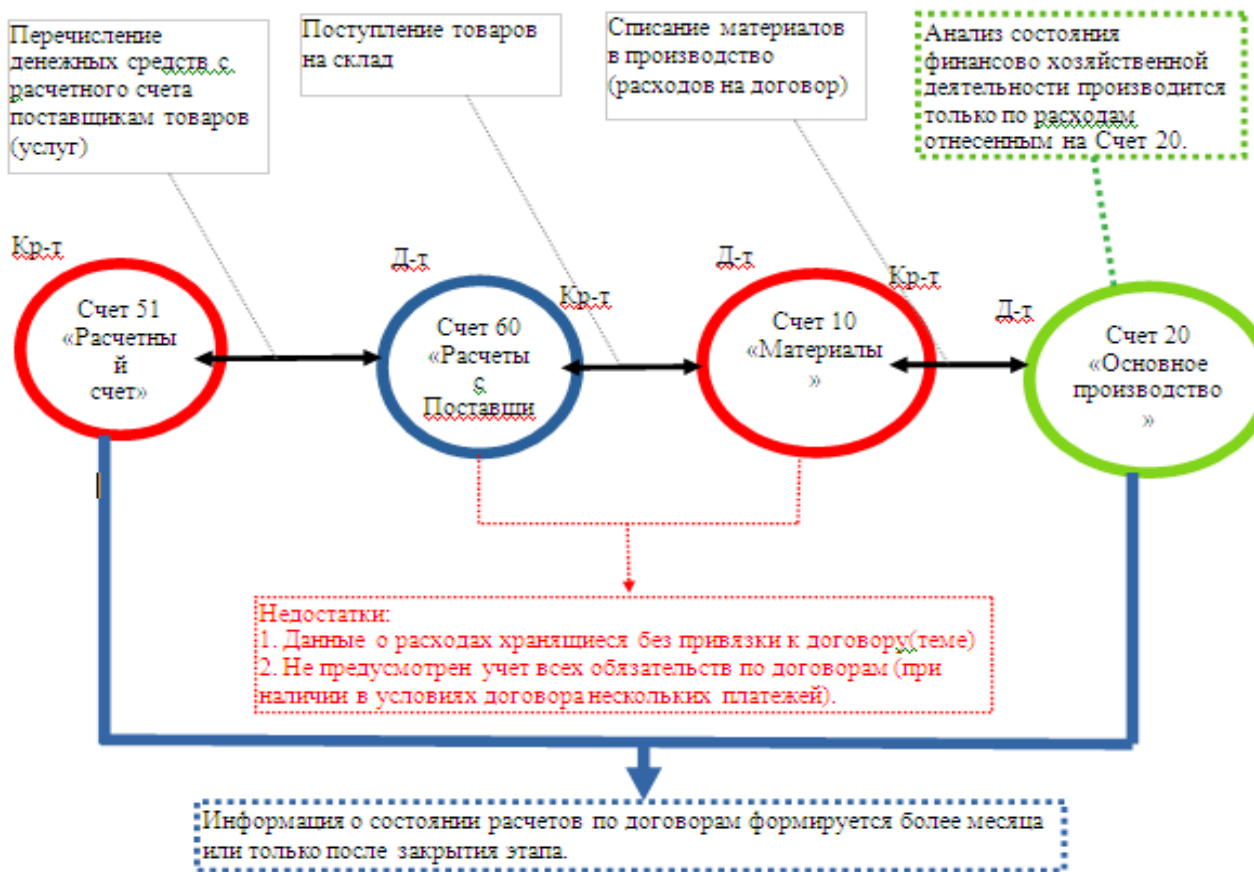 Перечисление
денежных средств с
расчетного счета
поставщикам товаров
(услуг)
Поступление товаров
на склад
Списание материалов
в производство
(расходов на договор)
Анализ состояния
финансово хозяйственной
деятельности производится
только по расходам
отнесенным на Счет 20.
Кр-т
Д-т
Кр-т
Д-т
Кр-т
Д-т
Счет 51
«Расчетны
й
счет»
Счет 60
«Расчеты
с
Поставщи
Счет 10
«Материалы
»
Счет 20
«Основное
производство
»
Недостатки:
1. Данные о расходах хранящиеся без привязки к договору(теме)
2. Не предусмотрен учет всех обязательств по договорам (при
наличии в условиях договора нескольких платежей).
Информация о состоянии расчетов по договорам формируется более месяца
или только после закрытия этапа.